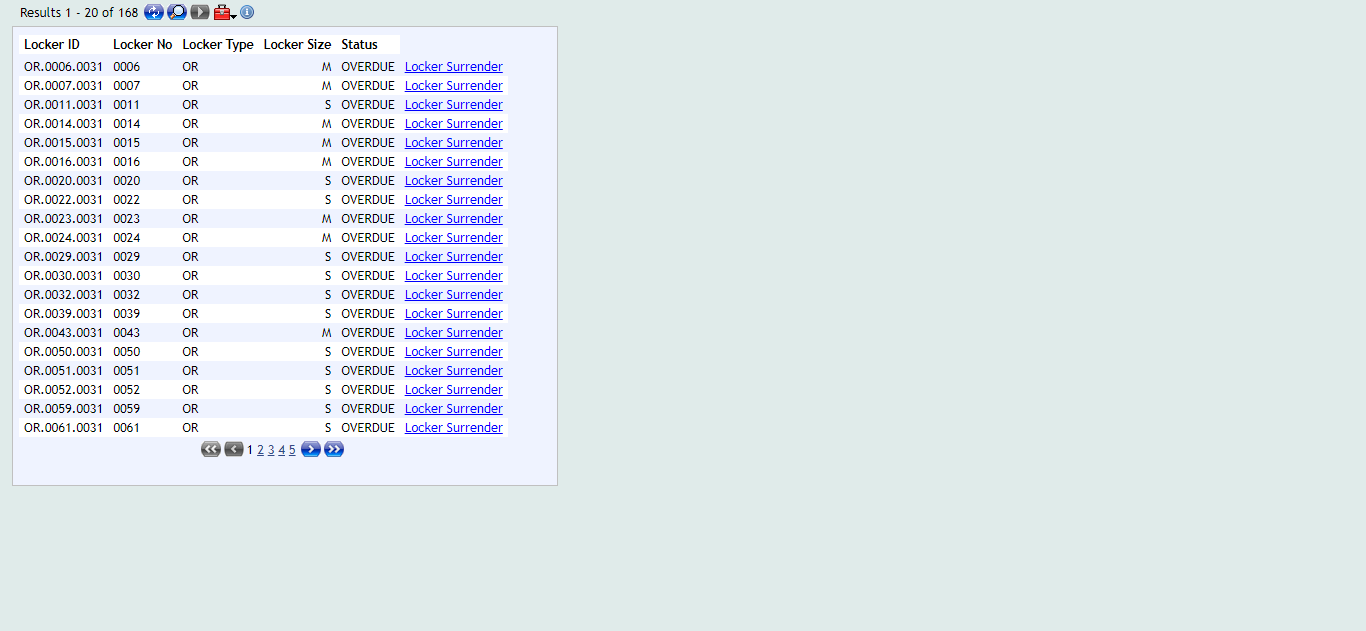 Results 1 - 20 of 168
Locker ID Locker No Locker Type Locker Size Status
OR.0006.0031 0006 OR M OVERDUE Locker Surrender
OR.0007.0031 0007 OR M OVERDUE Locker Surrender
OR.0011.0031 0011 OR S OVERDUE Locker Surrender
OR.0014.0031 0014 OR M OVERDUE Locker Surrender
OR.0015.0031 0015 OR M OVERDUE Locker Surrender
OR.0016.0031 0016 OR M OVERDUE Locker Surrender
OR.0020.0031 0020 OR S OVERDUE Locker Surrender
OR.0022.0031 0022 OR S OVERDUE Locker Surrender
OR.0023.0031 0023 OR M OVERDUE Locker Surrender
OR.0024.0031 0024 OR M OVERDUE Locker Surrender
OR.0029.0031 0029 OR S OVERDUE Locker Surrender
OR.0030.0031 0030 OR S OVERDUE Locker Surrender
OR.0032.0031 0032 OR S OVERDUE Locker Surrender
OR.0039.0031 0039 OR S OVERDUE Locker Surrender
OR.0043.0031 0043 OR M OVERDUE Locker Surrender
OR.0050.0031 0050 OR S OVERDUE Locker Surrender
OR.0051.0031 0051 OR S OVERDUE Locker Surrender
OR.0052.0031 0052 OR S OVERDUE Locker Surrender
OR.0059.0031 0059 OR S OVERDUE Locker Surrender
OR.0061.0031 0061 OR S OVERDUE Locker Surrender
1 2 3 4 5